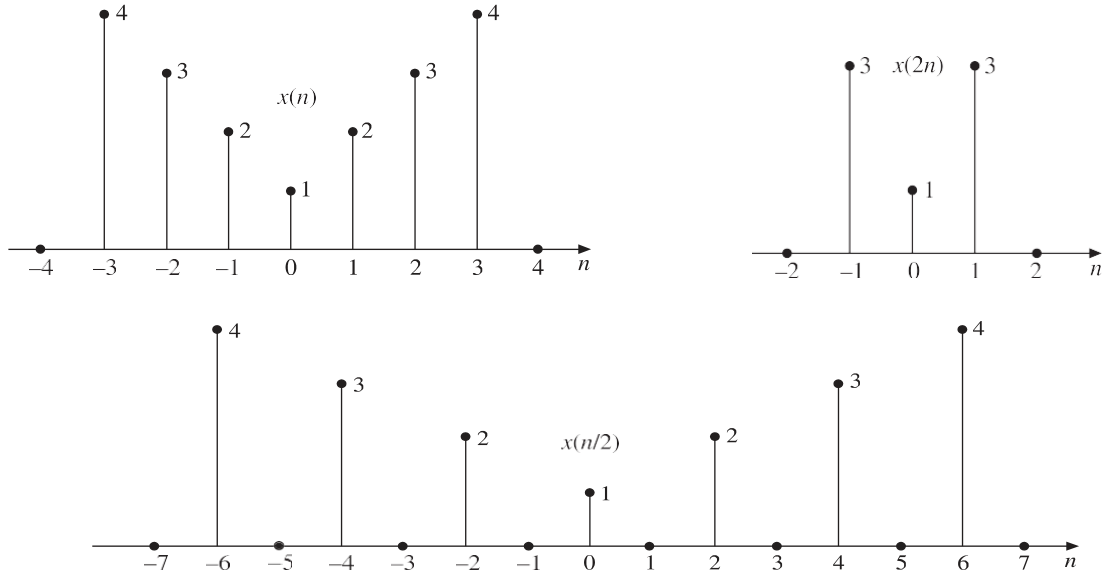 4 4
3 3
x(n)
2 2
1
–4 –3 –2 –1 0 1 2 3 4 n
3 x(2n) 3
1
–2 –1 0 1 2 n
4 4
3 3
2 x(n/2) 2
1
–7 –6 –5 –4 –3 –2 –1 0 1 2 3 4 5 6 7 n